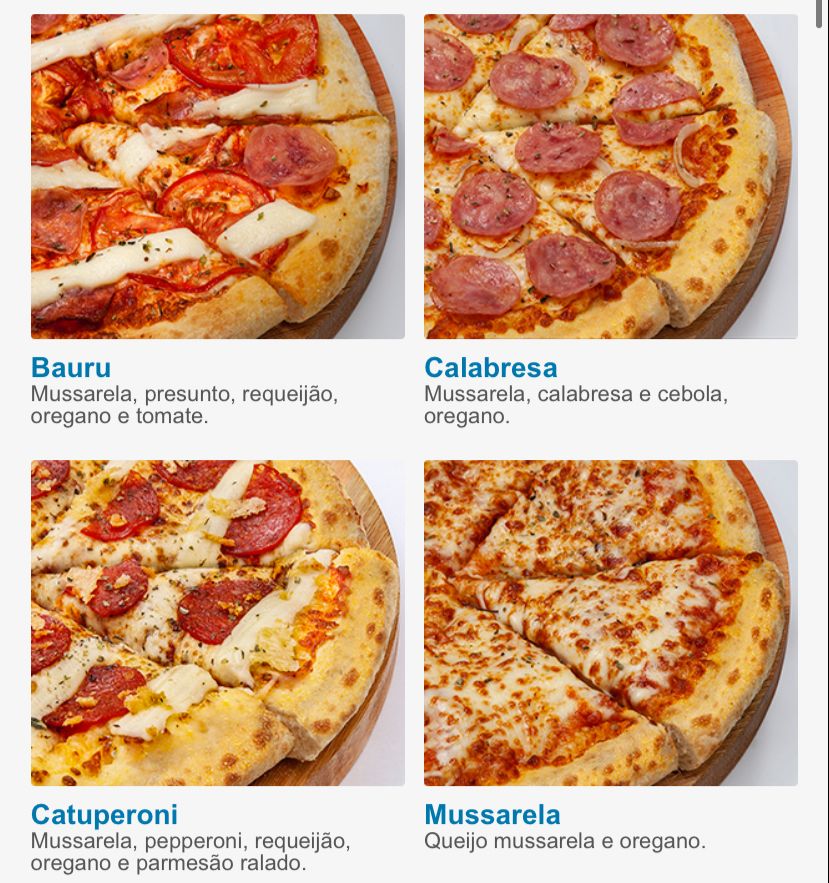 Bauru
Mussarela, presunto, requeijão,
oregano e tomate.
Calabresa
Mussarela, calabresa e cebola,
oregano.
Catuperoni
Mussarela, pepperoni, requeijão,
oregano e parmesão ralado.
Mussarela
Queijo mussarela e oregano.